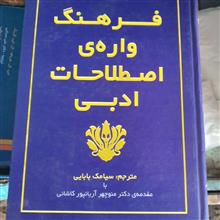 فرهنگ
واره‌ی
اصطلاحات
ادبی
مترجم: سیامک بابایی
با
مقدمه‌ی دکتر منوچهر آریانپور کاشانی